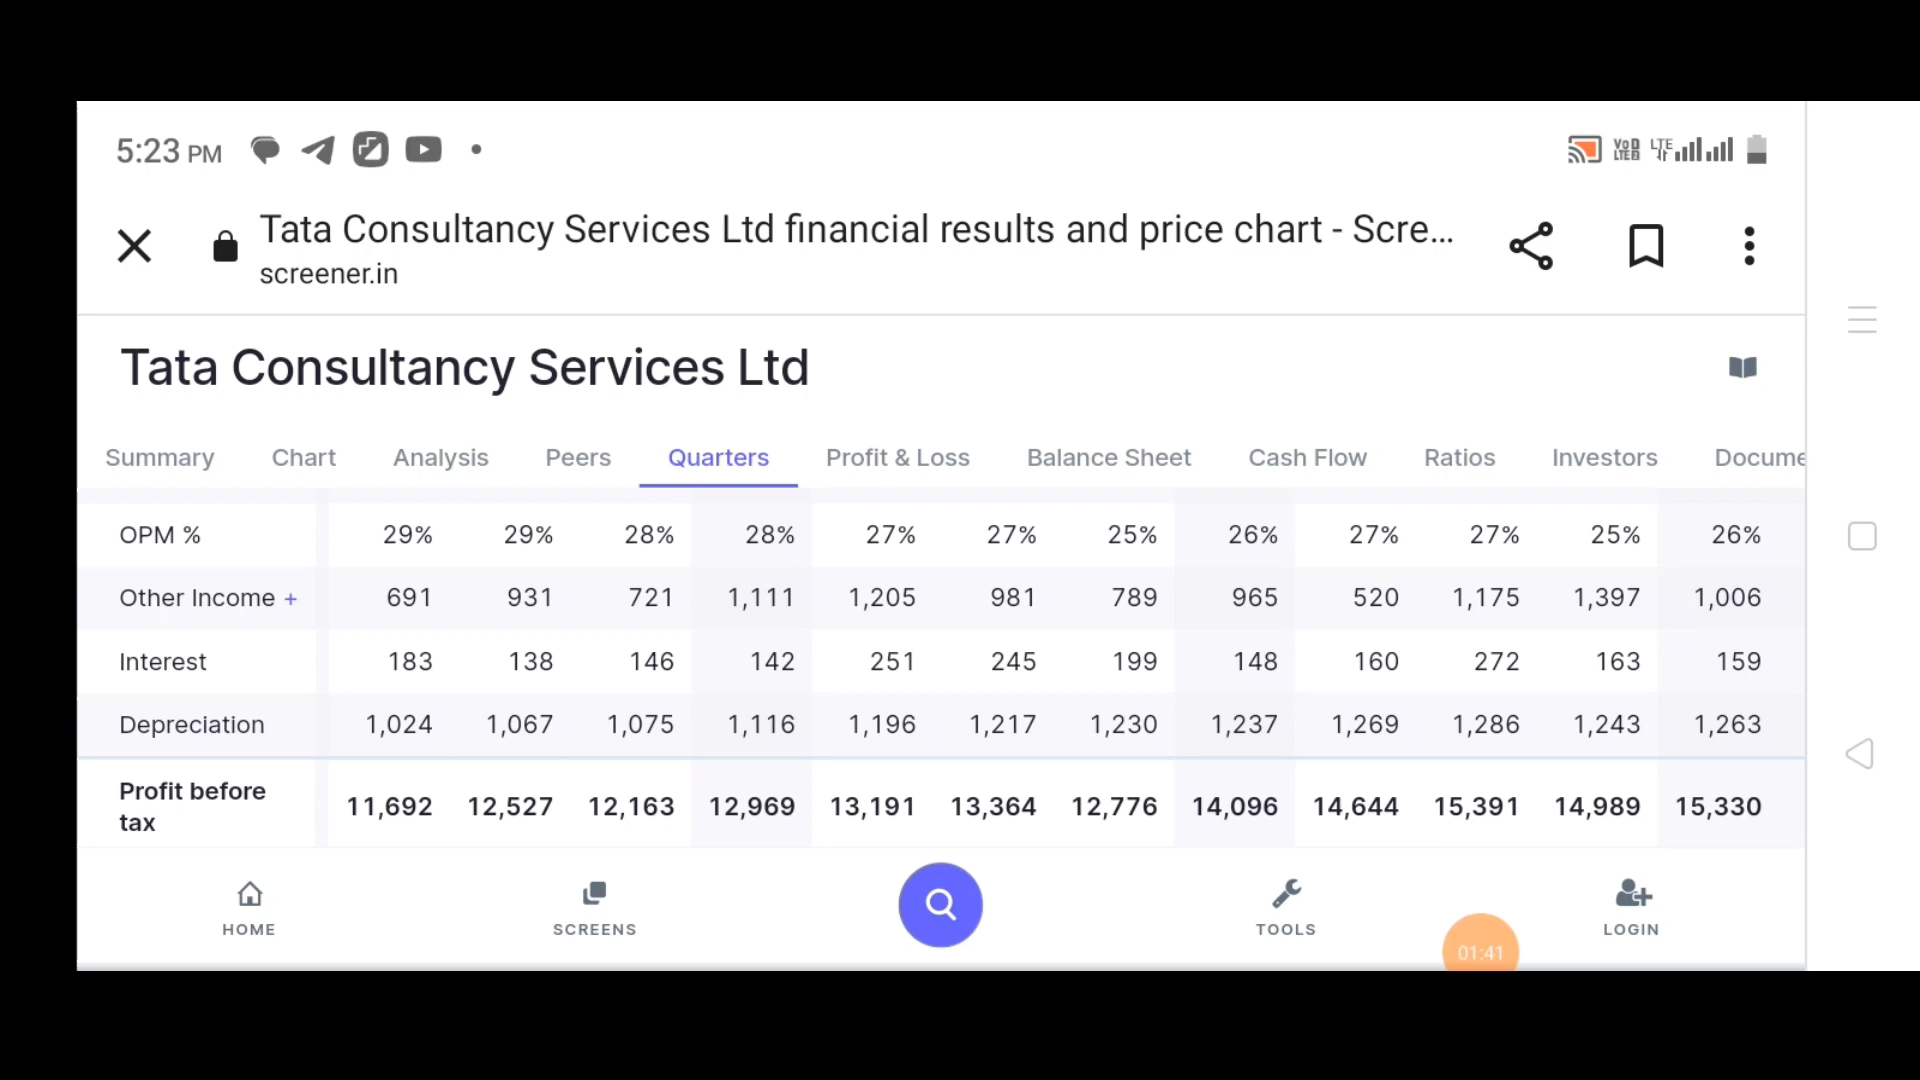 5:23 PM
Vo LTE2 LTE
Tata Consultancy Services Ltd financial results and price chart - Scre...
screener.in
Tata Consultancy Services Ltd
Summary Chart Analysis Peers Quarters Profit & Loss Balance Sheet Cash Flow Ratios Investors Docume
OPM % 29% 29% 28% 28% 27% 27% 25% 26% 27% 27% 25% 26%
Other Income + 691 931 721 1,111 1,205 981 789 965 520 1,175 1,397 1,006
Interest 183 138 146 142 251 245 199 148 160 272 163 159
Depreciation 1,024 1,067 1,075 1,116 1,196 1,217 1,230 1,237 1,269 1,286 1,243 1,263
Profit before
tax 11,692 12,527 12,163 12,969 13,191 13,364 12,776 14,096 14,644 15,391 14,989 15,330
HOME SCREENS TOOLS LOGIN
01:41